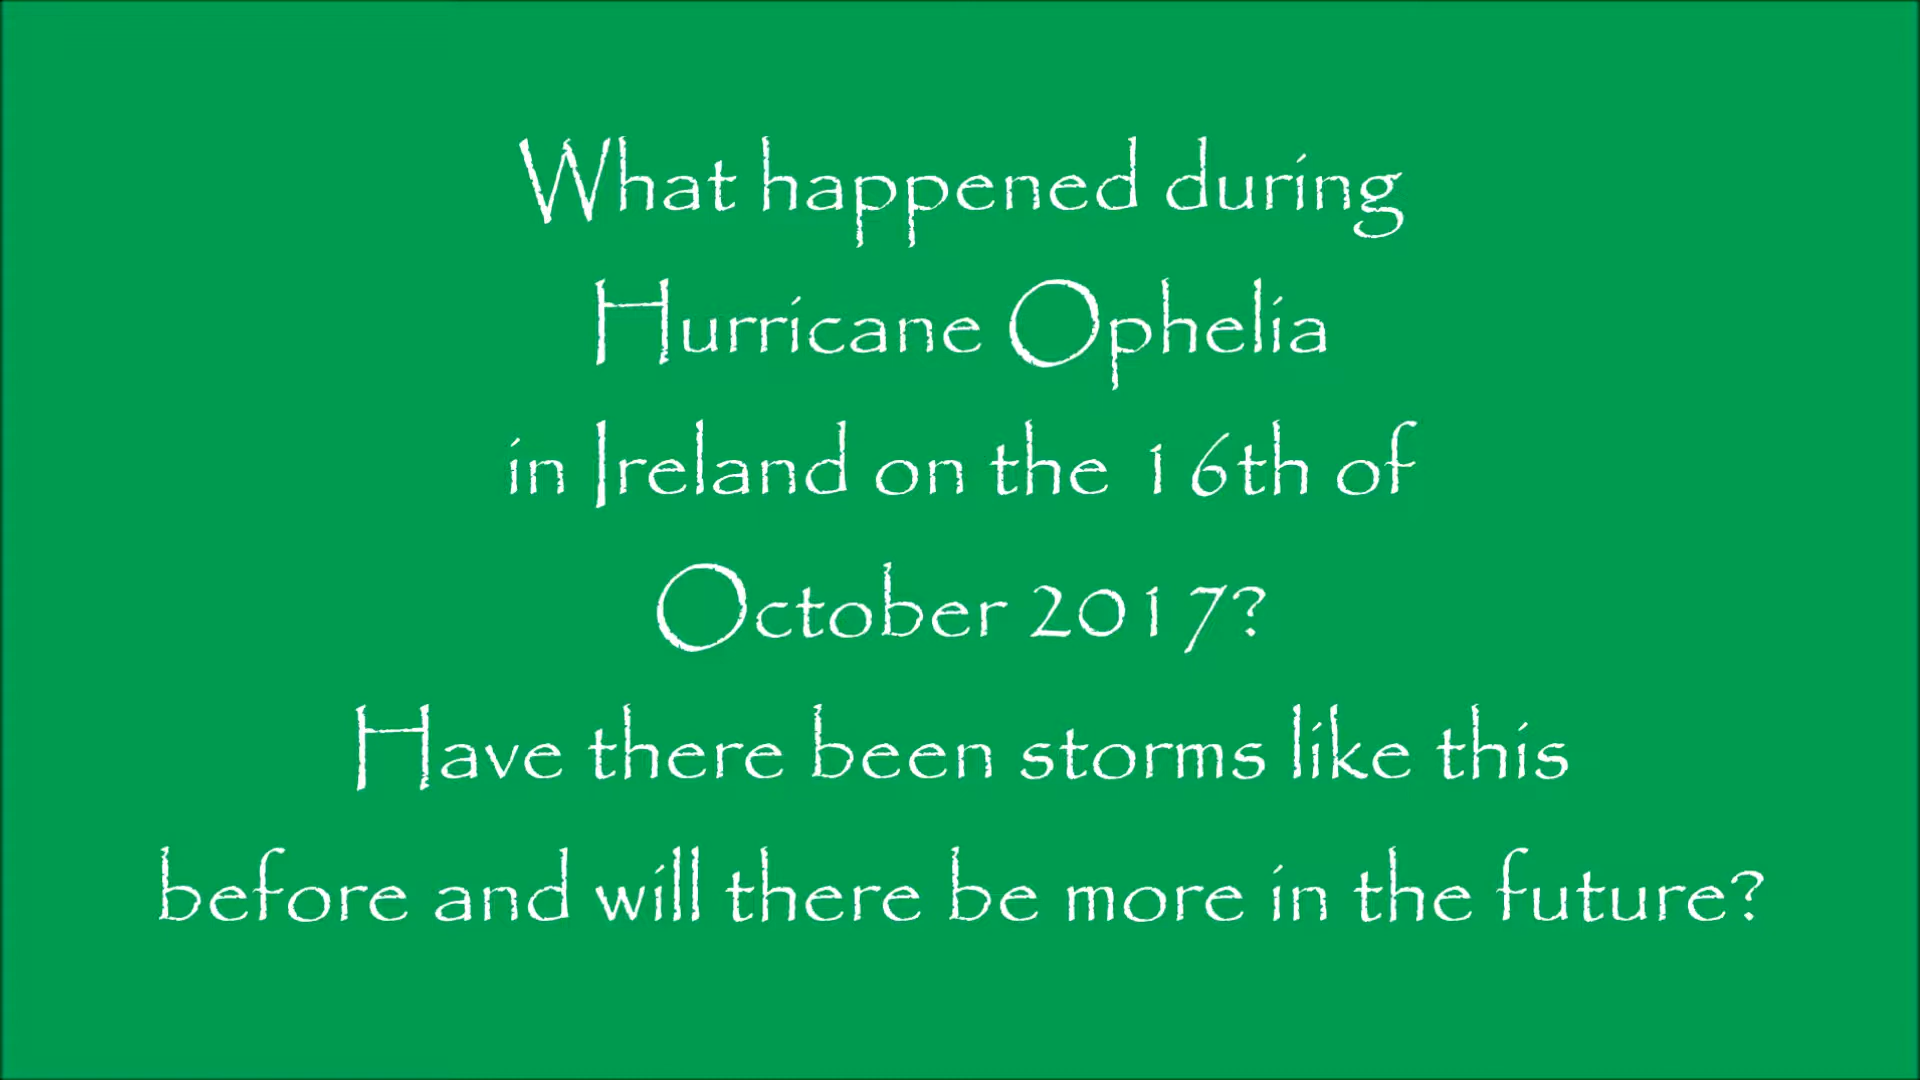 What happened during
Hurricane Ophelia
in Ireland on the 16th of
October 2017?
Have there been storms like this
before and will there be more in the future?